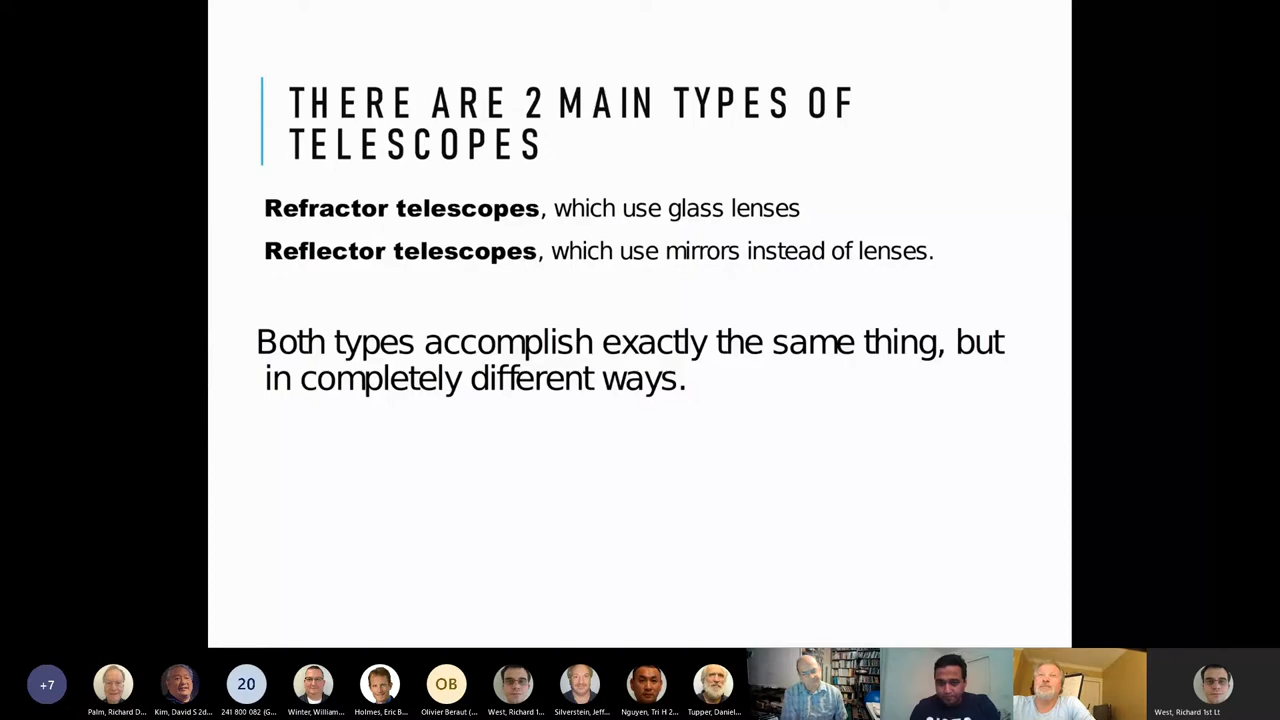 THERE ARE 2 MAIN TYPES OF
TELESCOPES
Refractor telescopes, which use glass lenses
Reflector telescopes, which use mirrors instead of lenses.
Both types accomplish exactly the same thing, but
in completely different ways.
+7
20
OB
Palm, Richard D...
Kim, David S 2d...
241 800 082 (G...
Winter, William...
Holmes, Eric B...
Olivier Beraut (...
West, Richard 1...
Silverstein, Jeff...
Nguyen, Tri H 2...
Tupper, Daniel...
West, Richard 1st Lt